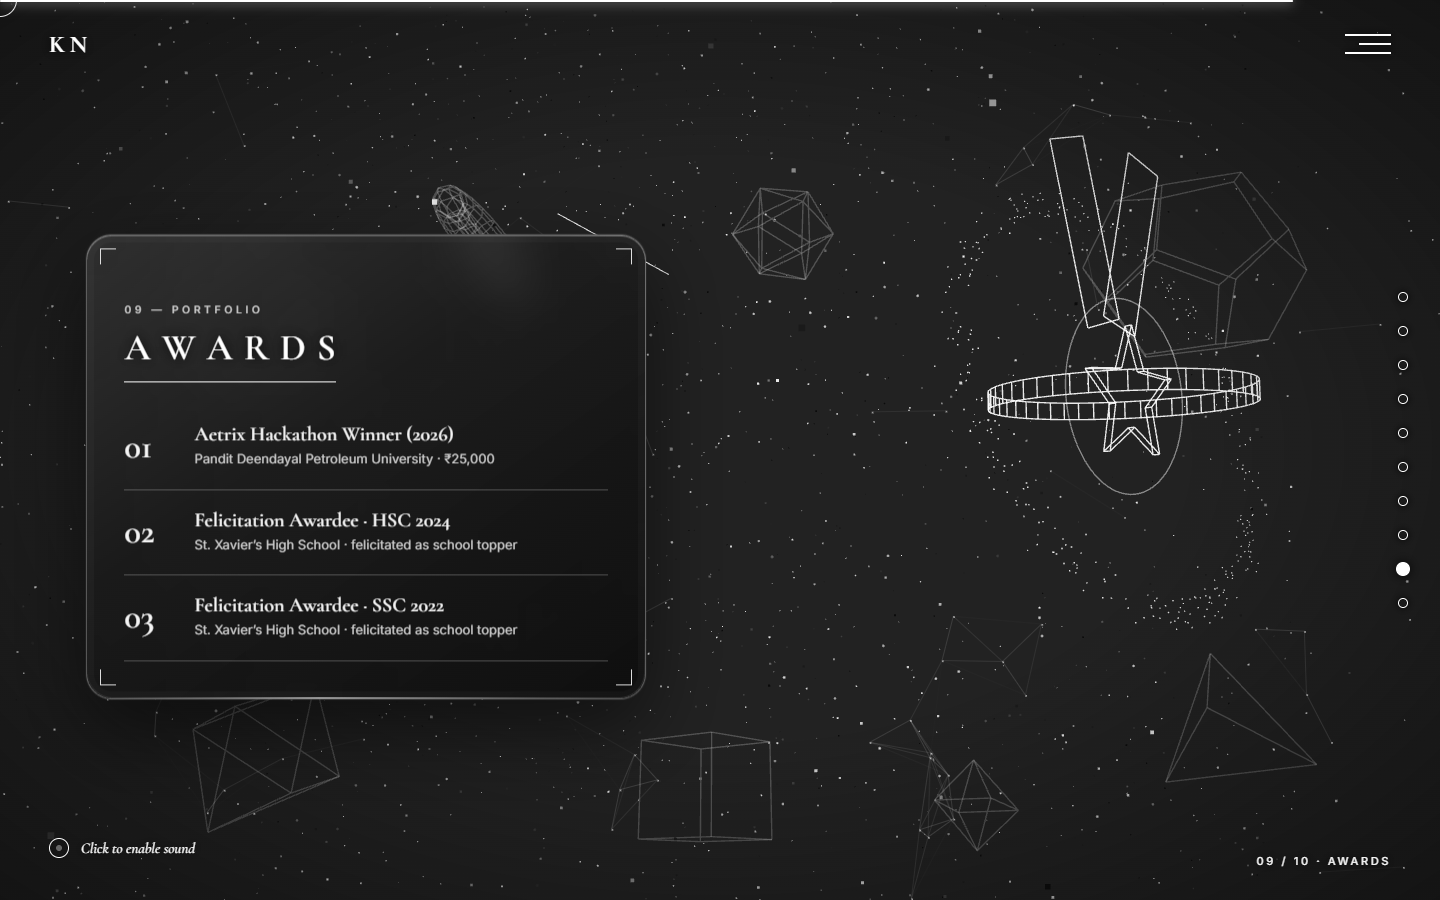 KN
09 — PORTFOLIO
AWARDS
01
Aetrix Hackathon Winner (2026)
Pandit Deendayal Petroleum University · ₹25,000
02
Felicitation Awardee · HSC 2024
St. Xavier’s High School · felicitated as school topper
03
Felicitation Awardee · SSC 2022
St. Xavier’s High School · felicitated as school topper
Click to enable sound
09 / 10 · AWARDS